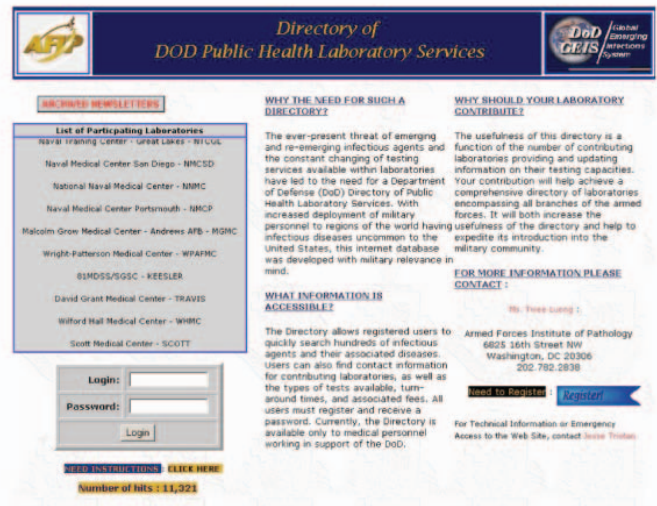 AFIP
Directory of
DOD Public Health Laboratory Services
DoD
GEIS
Global
Emerging
Infections
System
ARCHIVED NEWSLETTERS
List of Particpating Laboratories
Naval Training Center - Great Lakes - NTCGL
Naval Medical Center San Diego - NMCSD
National Naval Medical Center - NNMC
Naval Medical Center Portsmouth - NMCP
Malcolm Grow Medical Center - Andrews AFB - MGMC
Wright-Patterson Medical Center - WPAFMC
81MDSS/SGSC - KEESLER
David Grant Medical Center - TRAVIS
Wilford Hall Medical Center - WHMC
Scott Medical Center - SCOTT
Login:
Password:
Login
NEED INSTRUCTIONS : CLICK HERE
Number of hits : 11,321
WHY THE NEED FOR SUCH A
DIRECTORY?
The ever-present threat of emerging
and re-emerging infectious agents and
the constant changing of testing
services available within laboratories
have led to the need for a Department
of Defense (DoD) Directory of Public
Health Laboratory Services. With
increased deployment of military
personnel to regions of the world having
infectious diseases uncommon to the
United States, this internet database
was developed with military relevance in
mind.
WHAT INFORMATION IS
ACCESSIBLE?
The Directory allows registered users to
quickly search hundreds of infectious
agents and their associated diseases.
Users can also find contact information
for contributing laboratories, as well as
the types of tests available, turn-
around times, and associated fees. All
users must register and receive a
password. Currently, the Directory is
available only to medical personnel
working in support of the DoD.
WHY SHOULD YOUR LABORATORY
CONTRIBUTE?
The usefulness of this directory is a
function of the number of contributing
laboratories providing and updating
information on their testing capacities.
Your contribution will help achieve a
comprehensive directory of laboratories
encompassing all branches of the armed
forces. It will both increase the
usefulness of the directory and help to
expedite its introduction into the
military community.
FOR MORE INFORMATION PLEASE
CONTACT :
Ms.
Armed Forces Institute of Pathology
6825 16th Street NW
Washington, DC 20306
202.782.2838
Need to Register : Register!
For Technical Information or Emergency
Access to the Web Site, contact